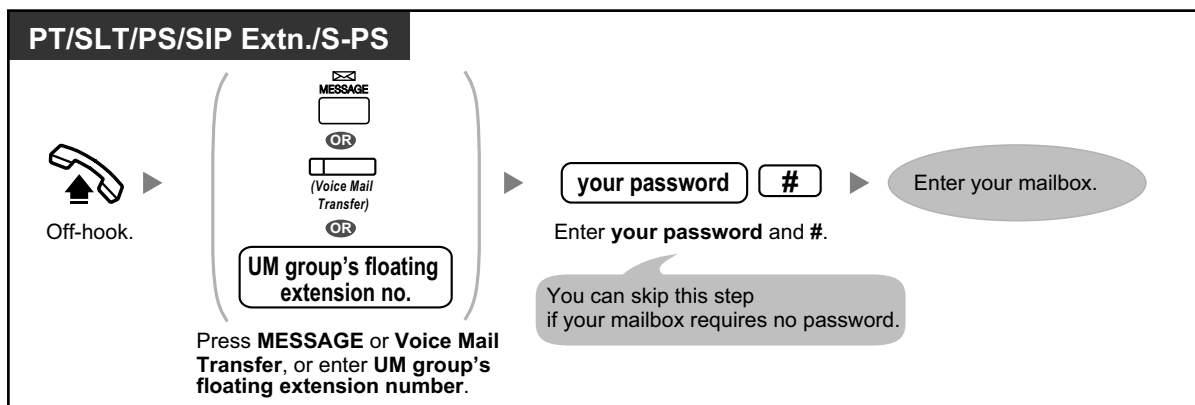 PT/SLT/PS/SIP Extn./S-PS
MESSAGE
OR
(Voice Mail
Transfer)
OR
UM group's floating
extension no.
your password
#
Enter your mailbox.
Off-hook.
Press MESSAGE or Voice Mail
Transfer, or enter UM group's
floating extension number.
Enter your password and #.
You can skip this step
if your mailbox requires no password.